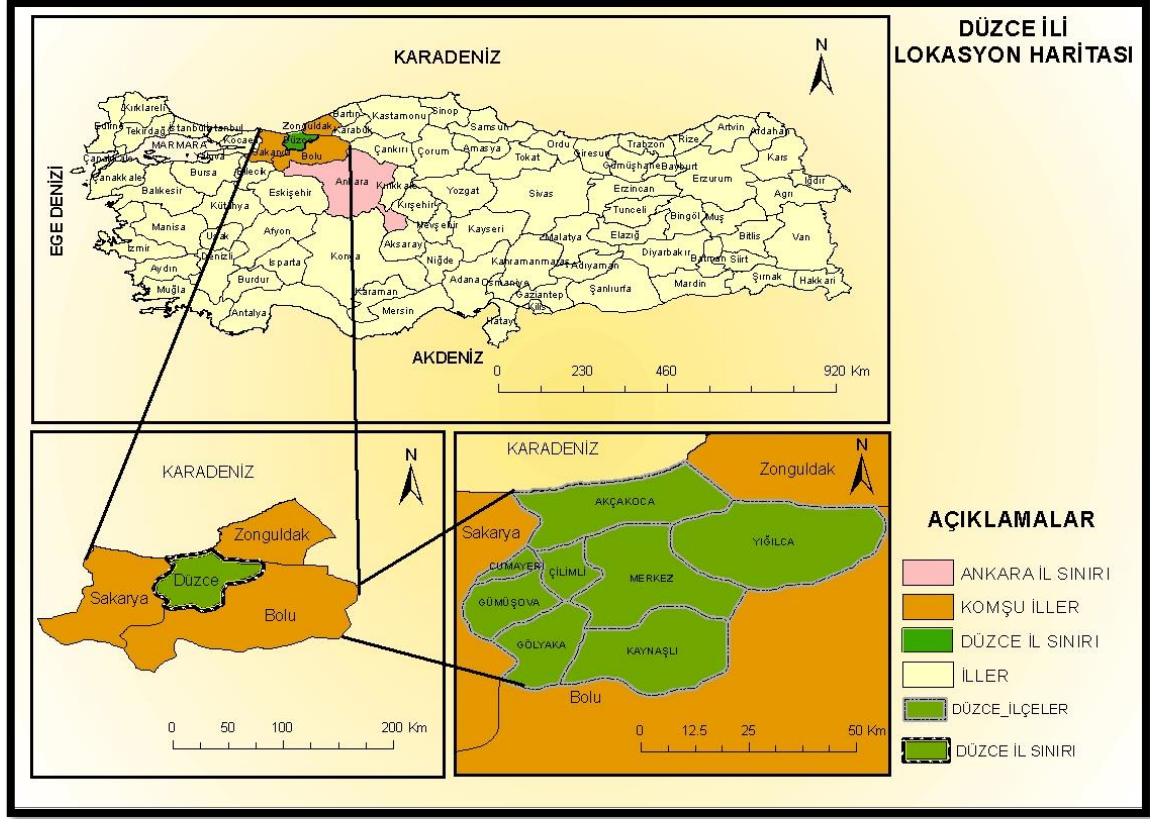 DÜZCE İLİ
LOKASYON HARİTASI
KARADENİZ
N
Kırklareli
Edirne
Tekirdağ
İstanbul
İstanbul
Kocaeli
MARMARA
Yalova
Çanakkale
Çanakkale
Balıkesir
Bursa
Bilecik
Sakarya
Düzce
Bolu
Zonguldak
Bartın
Karabük
Kastamonu
Sinop
Samsun
Çankırı
Çorum
Amasya
Tokat
Ordu
Giresun
Trabzon
Rize
Artvin
Ardahan
Gümüşhane
Bayburt
Kars
Erzurum
Iğdır
Ağrı
Erzincan
Sivas
Yozgat
Kırıkkale
Ankara
Eskişehir
Kütahya
Kırşehir
Nevşehir
Kayseri
Tunceli
Bingöl
Muş
Bitlis
Van
Elazığ
Malatya
Diyarbakır
Batman
Siirt
Şırnak
Hakkari
Mardin
Şanlıurfa
Adıyaman
Kahramanmaraş
Gaziantep
Kilis
Osmaniye
Hatay
Adana
Niğde
Aksaray
Konya
Karaman
Mersin
Afyon
Uşak
Manisa
İzmir
Aydın
Denizli
Isparta
Burdur
Muğla
Antalya
EGE DENİZİ
AKDENİZ
0 230 460 920 Km
KARADENİZ
N
Zonguldak
Düzce
Sakarya
Bolu
0 50 100 200 Km
KARADENİZ
N
Zonguldak
AKÇAKOCA
Sakarya
YIĞILCA
CUMAYERİ
ÇİLİMLİ
MERKEZ
GÜMÜŞOVA
GÖLYAKA
KAYNAŞLI
Bolu
0 12.5 25 50 Km
AÇIKLAMALAR
ANKARA İL SINIRI
KOMŞU İLLER
DÜZCE İL SINIRI
İLLER
DÜZCE_İLÇELER
DÜZCE İL SINIRI